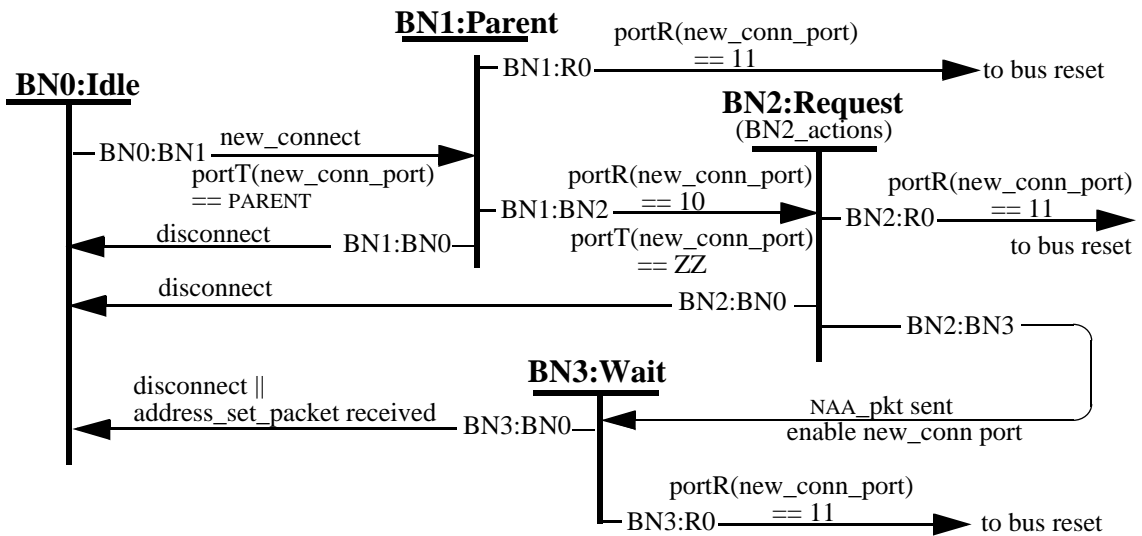 BN1:Parent
portR(new_conn_port)
== 11
BN1:R0
to bus reset
BN0:Idle
BN2:Request
(BN2_actions)
new_connect
BN0:BN1
portT(new_conn_port)
== PARENT
portR(new_conn_port)
== 10
BN1:BN2
portT(new_conn_port)
== ZZ
portR(new_conn_port)
== 11
BN2:R0
to bus reset
disconnect
BN1:BN0
disconnect
BN2:BN0
BN2:BN3
BN3:Wait
disconnect ||
address_set_packet received
BN3:BN0
NAA_pkt sent
enable new_conn port
portR(new_conn_port)
== 11
BN3:R0
to bus reset